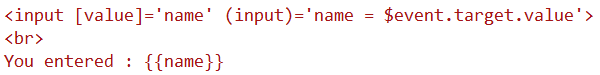 <input [value]='name' (input)='name = $event.target.value'>
<br>
You entered : {{name}}